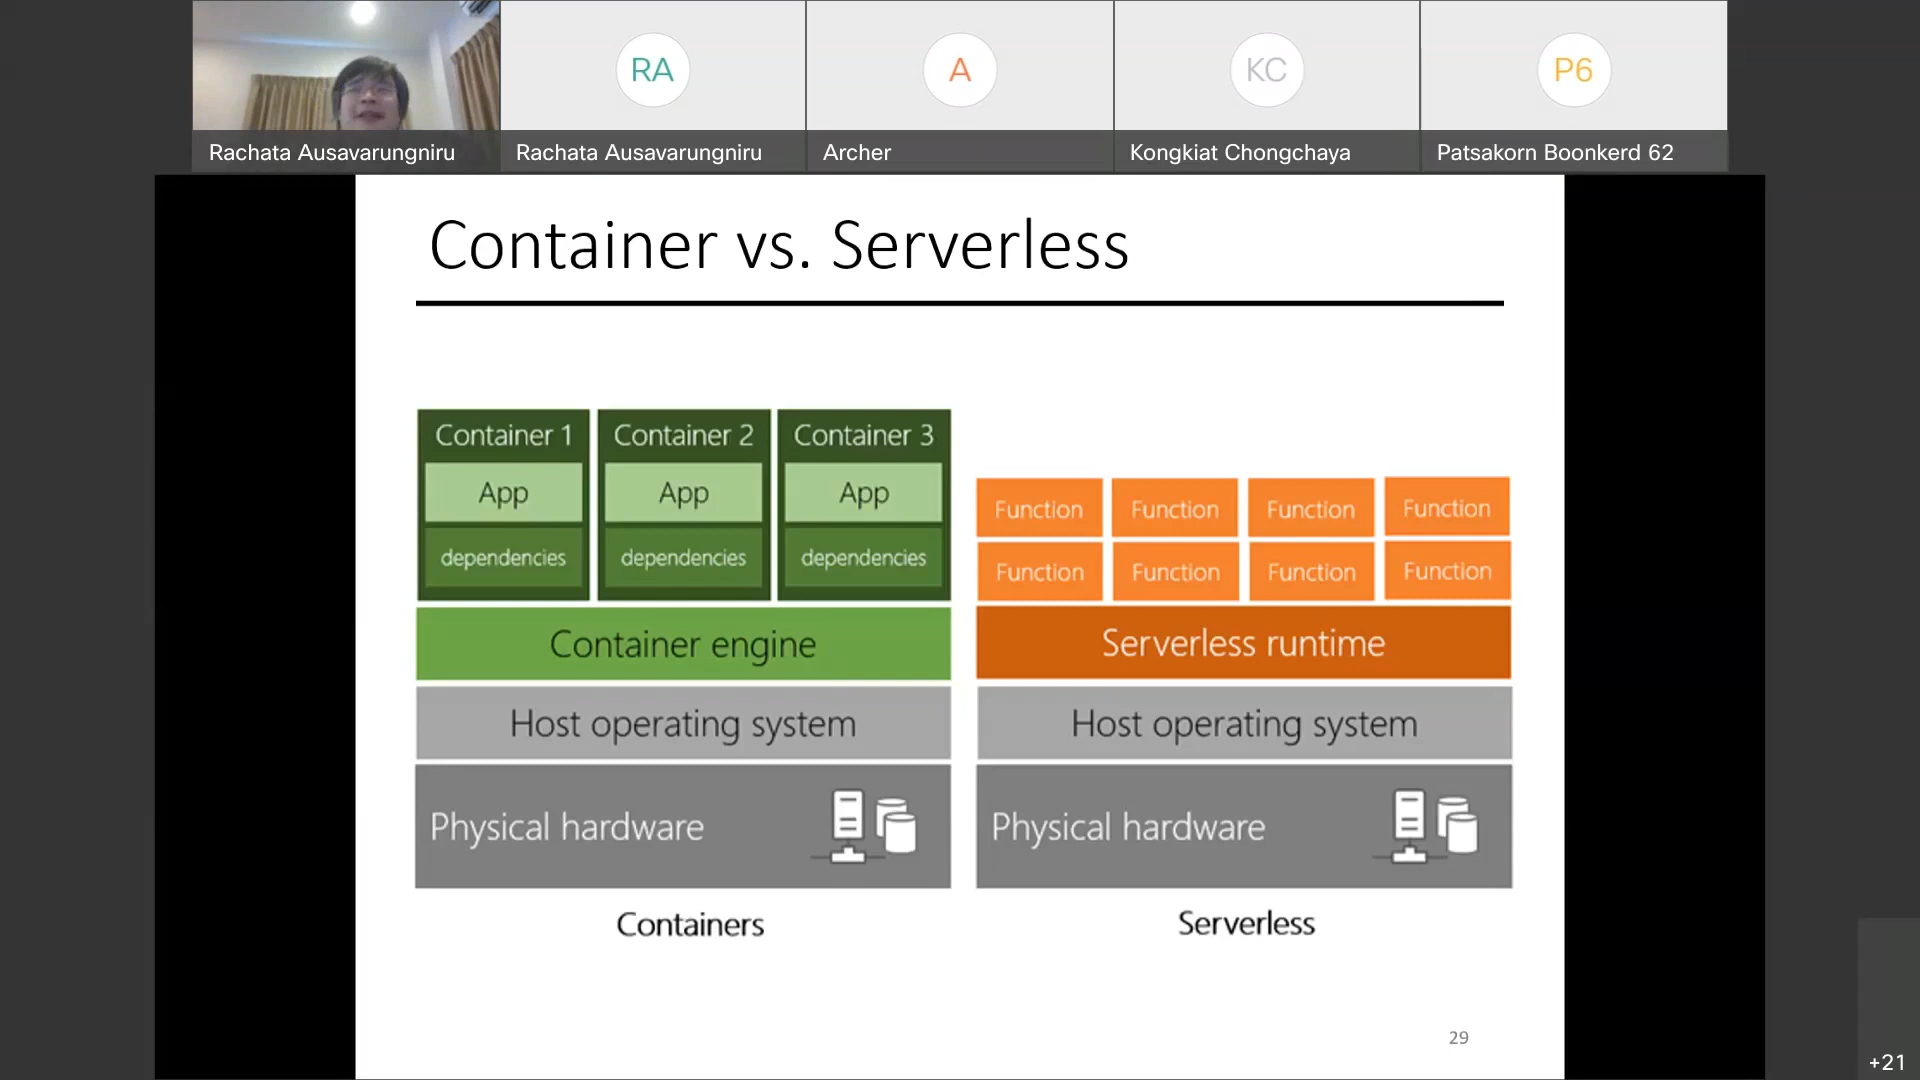 RA
A
KC
P6
Rachata Ausavarungniru
Rachata Ausavarungniru
Archer
Kongkiat Chongchaya
Patsakorn Boonkerd 62
Container vs. Serverless
Container 1
Container 2
Container 3
App
App
App
dependencies
dependencies
dependencies
Container engine
Host operating system
Physical hardware
Containers
Function
Function
Function
Function
Function
Function
Function
Function
Serverless runtime
Host operating system
Physical hardware
Serverless
29
+21